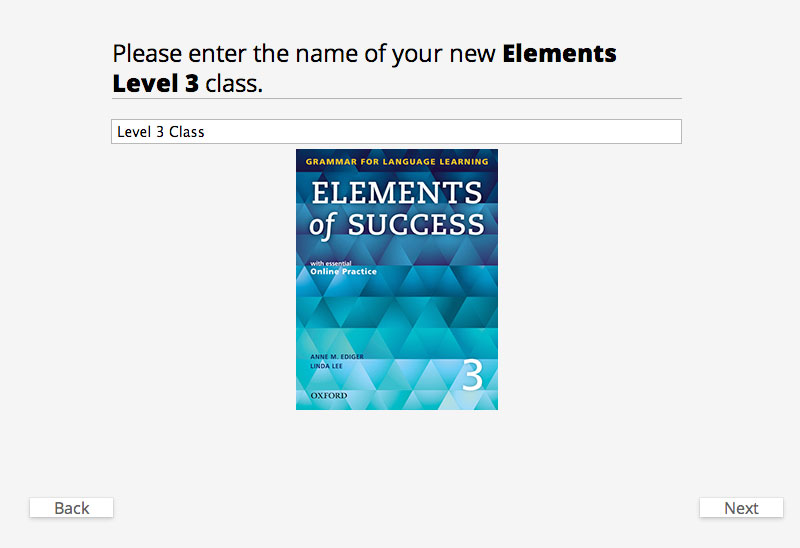 Please enter the name of your new Elements
Level 3 class.
Level 3 Class
GRAMMAR FOR LANGUAGE LEARNING
ELEMENTS
of SUCCESS
with essential
Online Practice
ANNE M. EDIGER
LINDA LEE
3
OXFORD
Back
Next